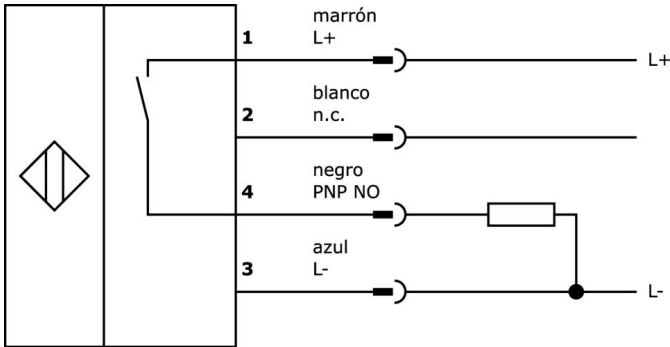 marrón
1 L+
L+
blanco
2 n.c.
negro
4 PNP NO
azul
3 L-
L-